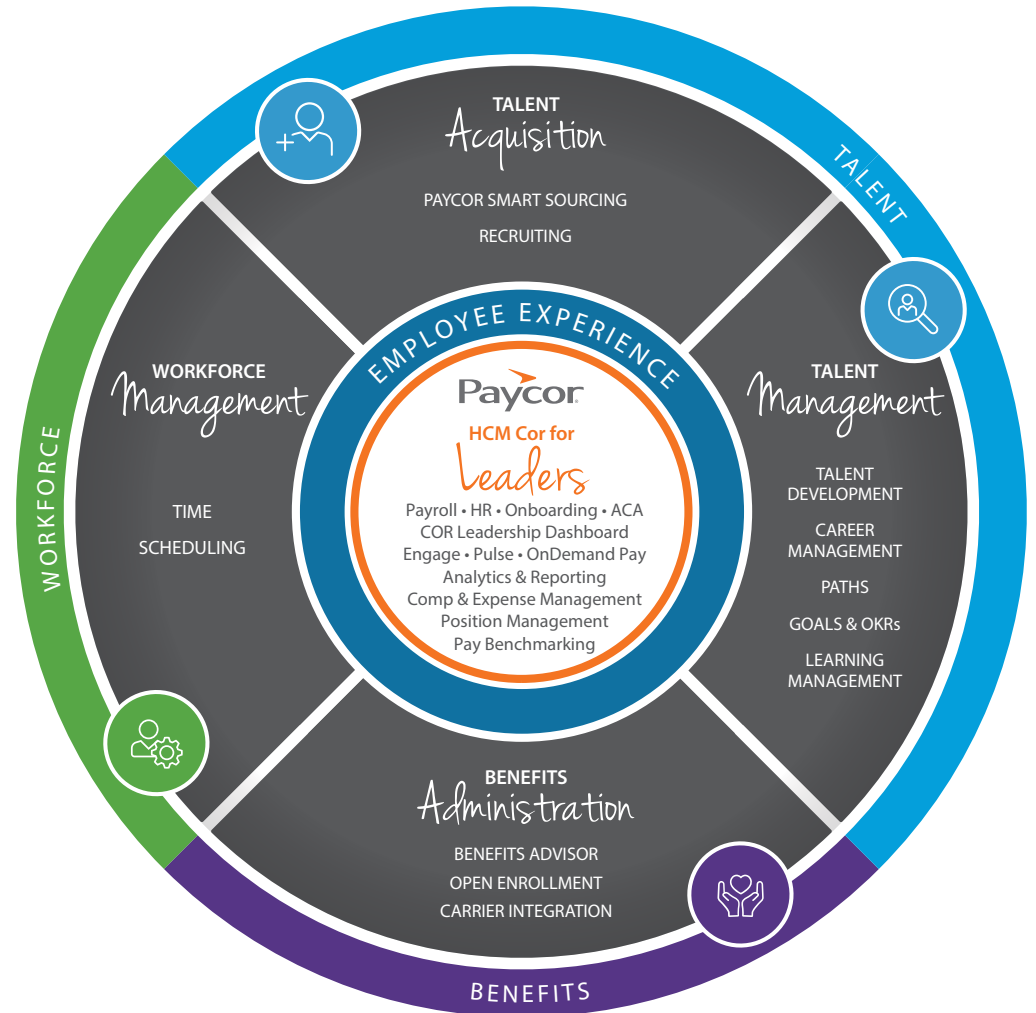 TALENT
Acquisition
PAYCOR SMART SOURCING
RECRUITING
TALENT
WORKFORCE
Management
TIME
SCHEDULING
WORKFORCE
EMPLOYEE EXPERIENCE
Paycor
HCM Cor for
Leaders
Payroll • HR • Onboarding • ACA
COR Leadership Dashboard
Engage • Pulse • OnDemand Pay
Analytics & Reporting
Comp & Expense Management
Position Management
Pay Benchmarking
TALENT
Management
TALENT
DEVELOPMENT
CAREER
MANAGEMENT
PATHS
GOALS & OKRs
LEARNING
MANAGEMENT
BENEFITS
Administration
BENEFITS ADVISOR
OPEN ENROLLMENT
CARRIER INTEGRATION
BENEFITS